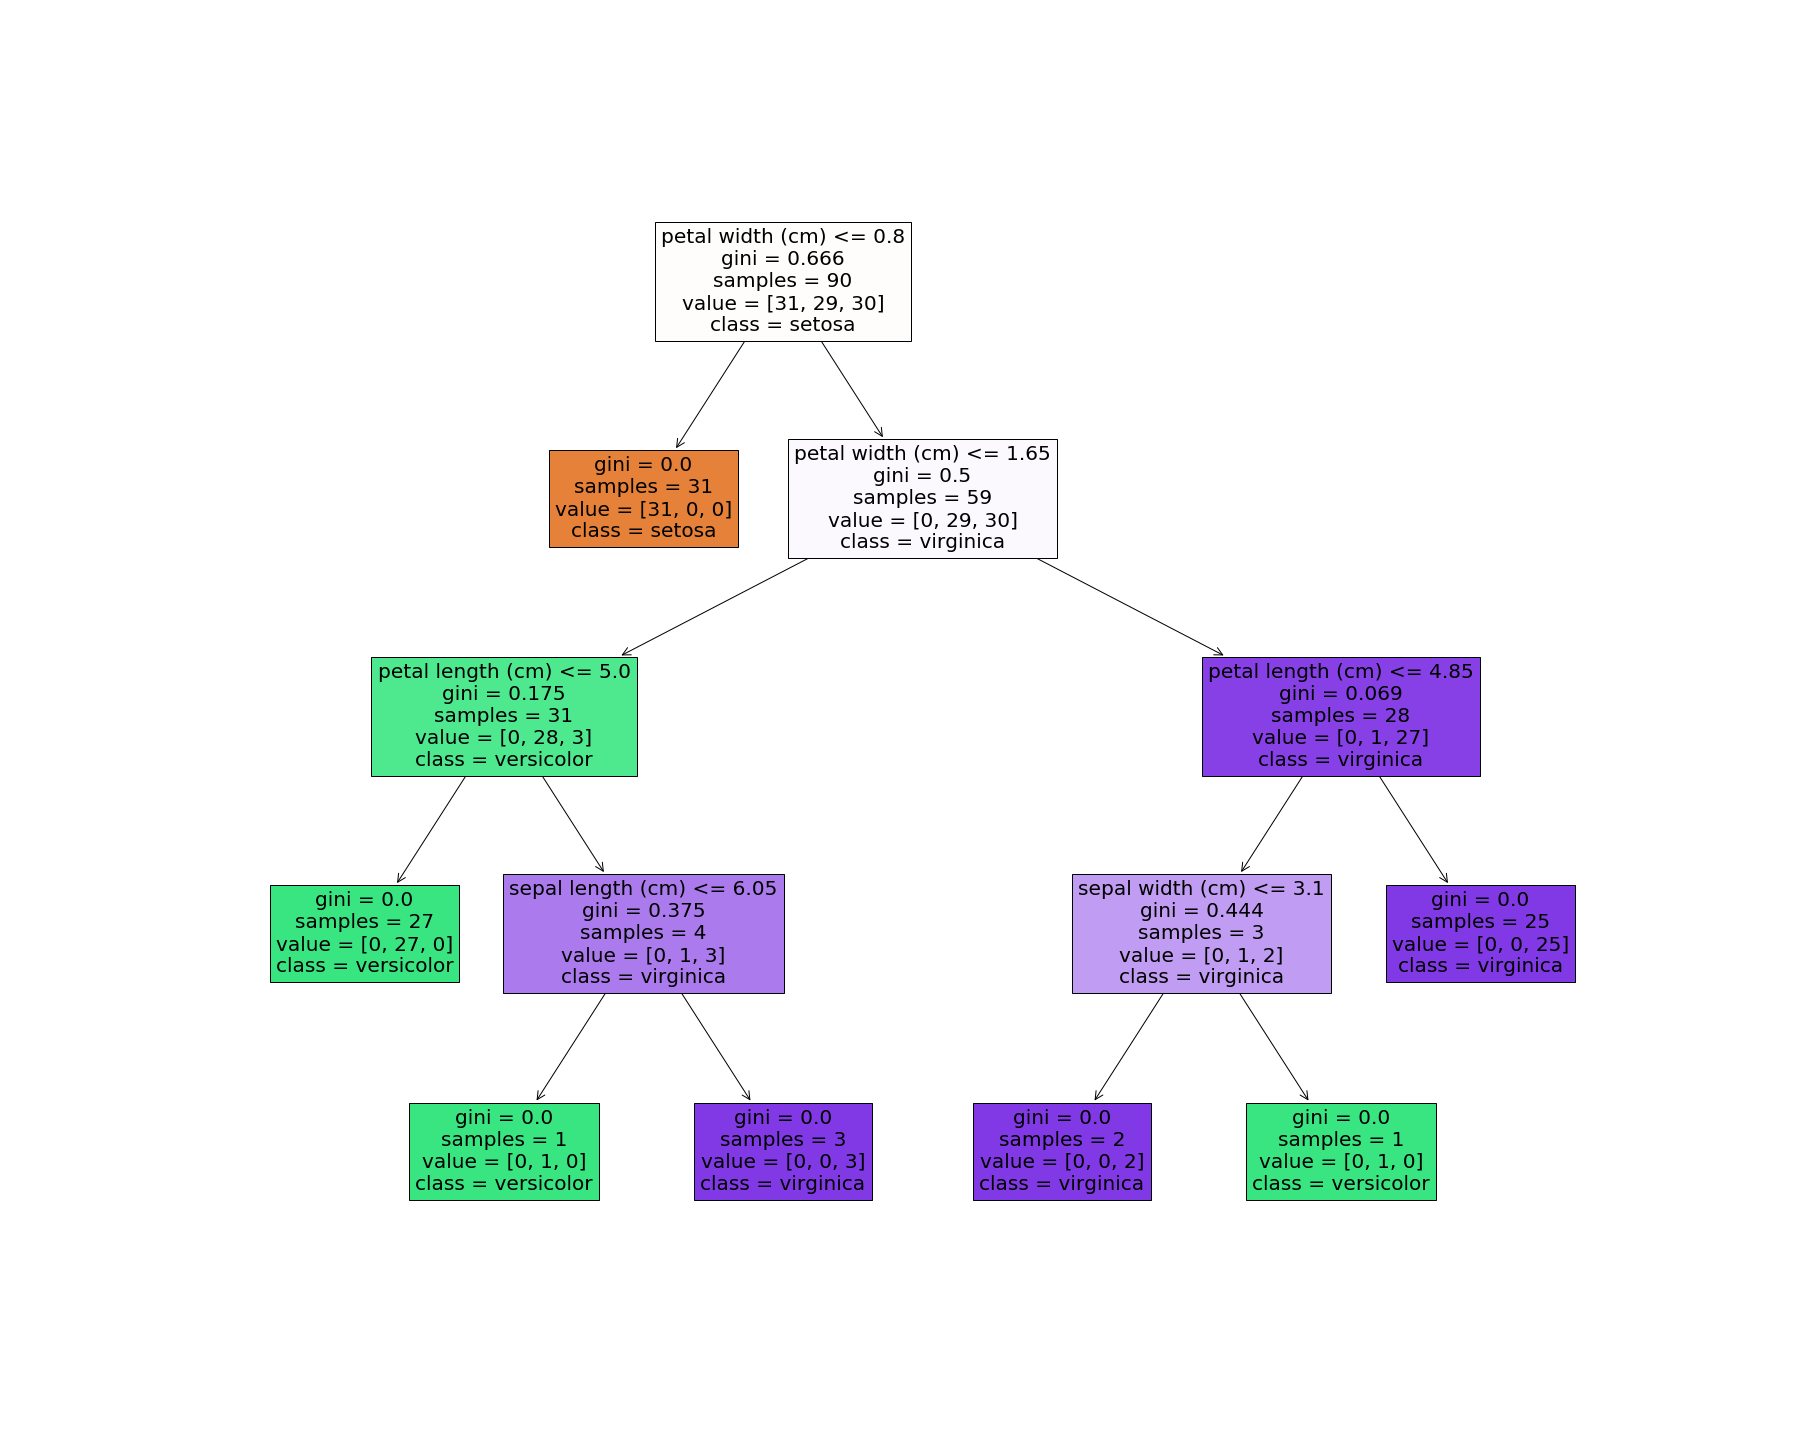 petal width (cm) <= 0.8
gini = 0.666
samples = 90
value = [31, 29, 30]
class = setosa
gini = 0.0
samples = 31
value = [31, 0, 0]
class = setosa
petal width (cm) <= 1.65
gini = 0.5
samples = 59
value = [0, 29, 30]
class = virginica
petal length (cm) <= 5.0
gini = 0.175
samples = 31
value = [0, 28, 3]
class = versicolor
petal length (cm) <= 4.85
gini = 0.069
samples = 28
value = [0, 1, 27]
class = virginica
gini = 0.0
samples = 27
value = [0, 27, 0]
class = versicolor
sepal length (cm) <= 6.05
gini = 0.375
samples = 4
value = [0, 1, 3]
class = virginica
sepal width (cm) <= 3.1
gini = 0.444
samples = 3
value = [0, 1, 2]
class = virginica
gini = 0.0
samples = 25
value = [0, 0, 25]
class = virginica
gini = 0.0
samples = 1
value = [0, 1, 0]
class = versicolor
gini = 0.0
samples = 3
value = [0, 0, 3]
class = virginica
gini = 0.0
samples = 2
value = [0, 0, 2]
class = virginica
gini = 0.0
samples = 1
value = [0, 1, 0]
class = versicolor